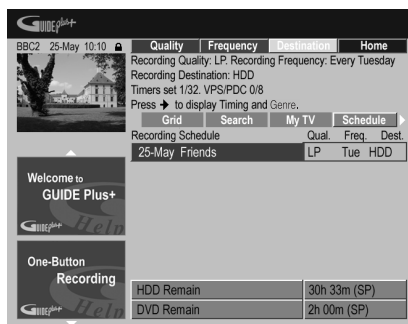 GUIDE Plus+
BBC2 25-May 10:10
Quality Frequency Destination Home
Recording Quality: LP. Recording Frequency: Every Tuesday
Recording Destination: HDD
Timers set 1/32. VPS/PDC 0/8
Press → to display Timing and Genre.
Grid Search My TV Schedule
Recording Schedule Qual. Freq. Dest.
25-May Friends LP Tue HDD
Welcome to
GUIDE Plus+
GUIDE Plus+ Help
One-Button
Recording
GUIDE Plus+ Help
HDD Remain 30h 33m (SP)
DVD Remain 2h 00m (SP)